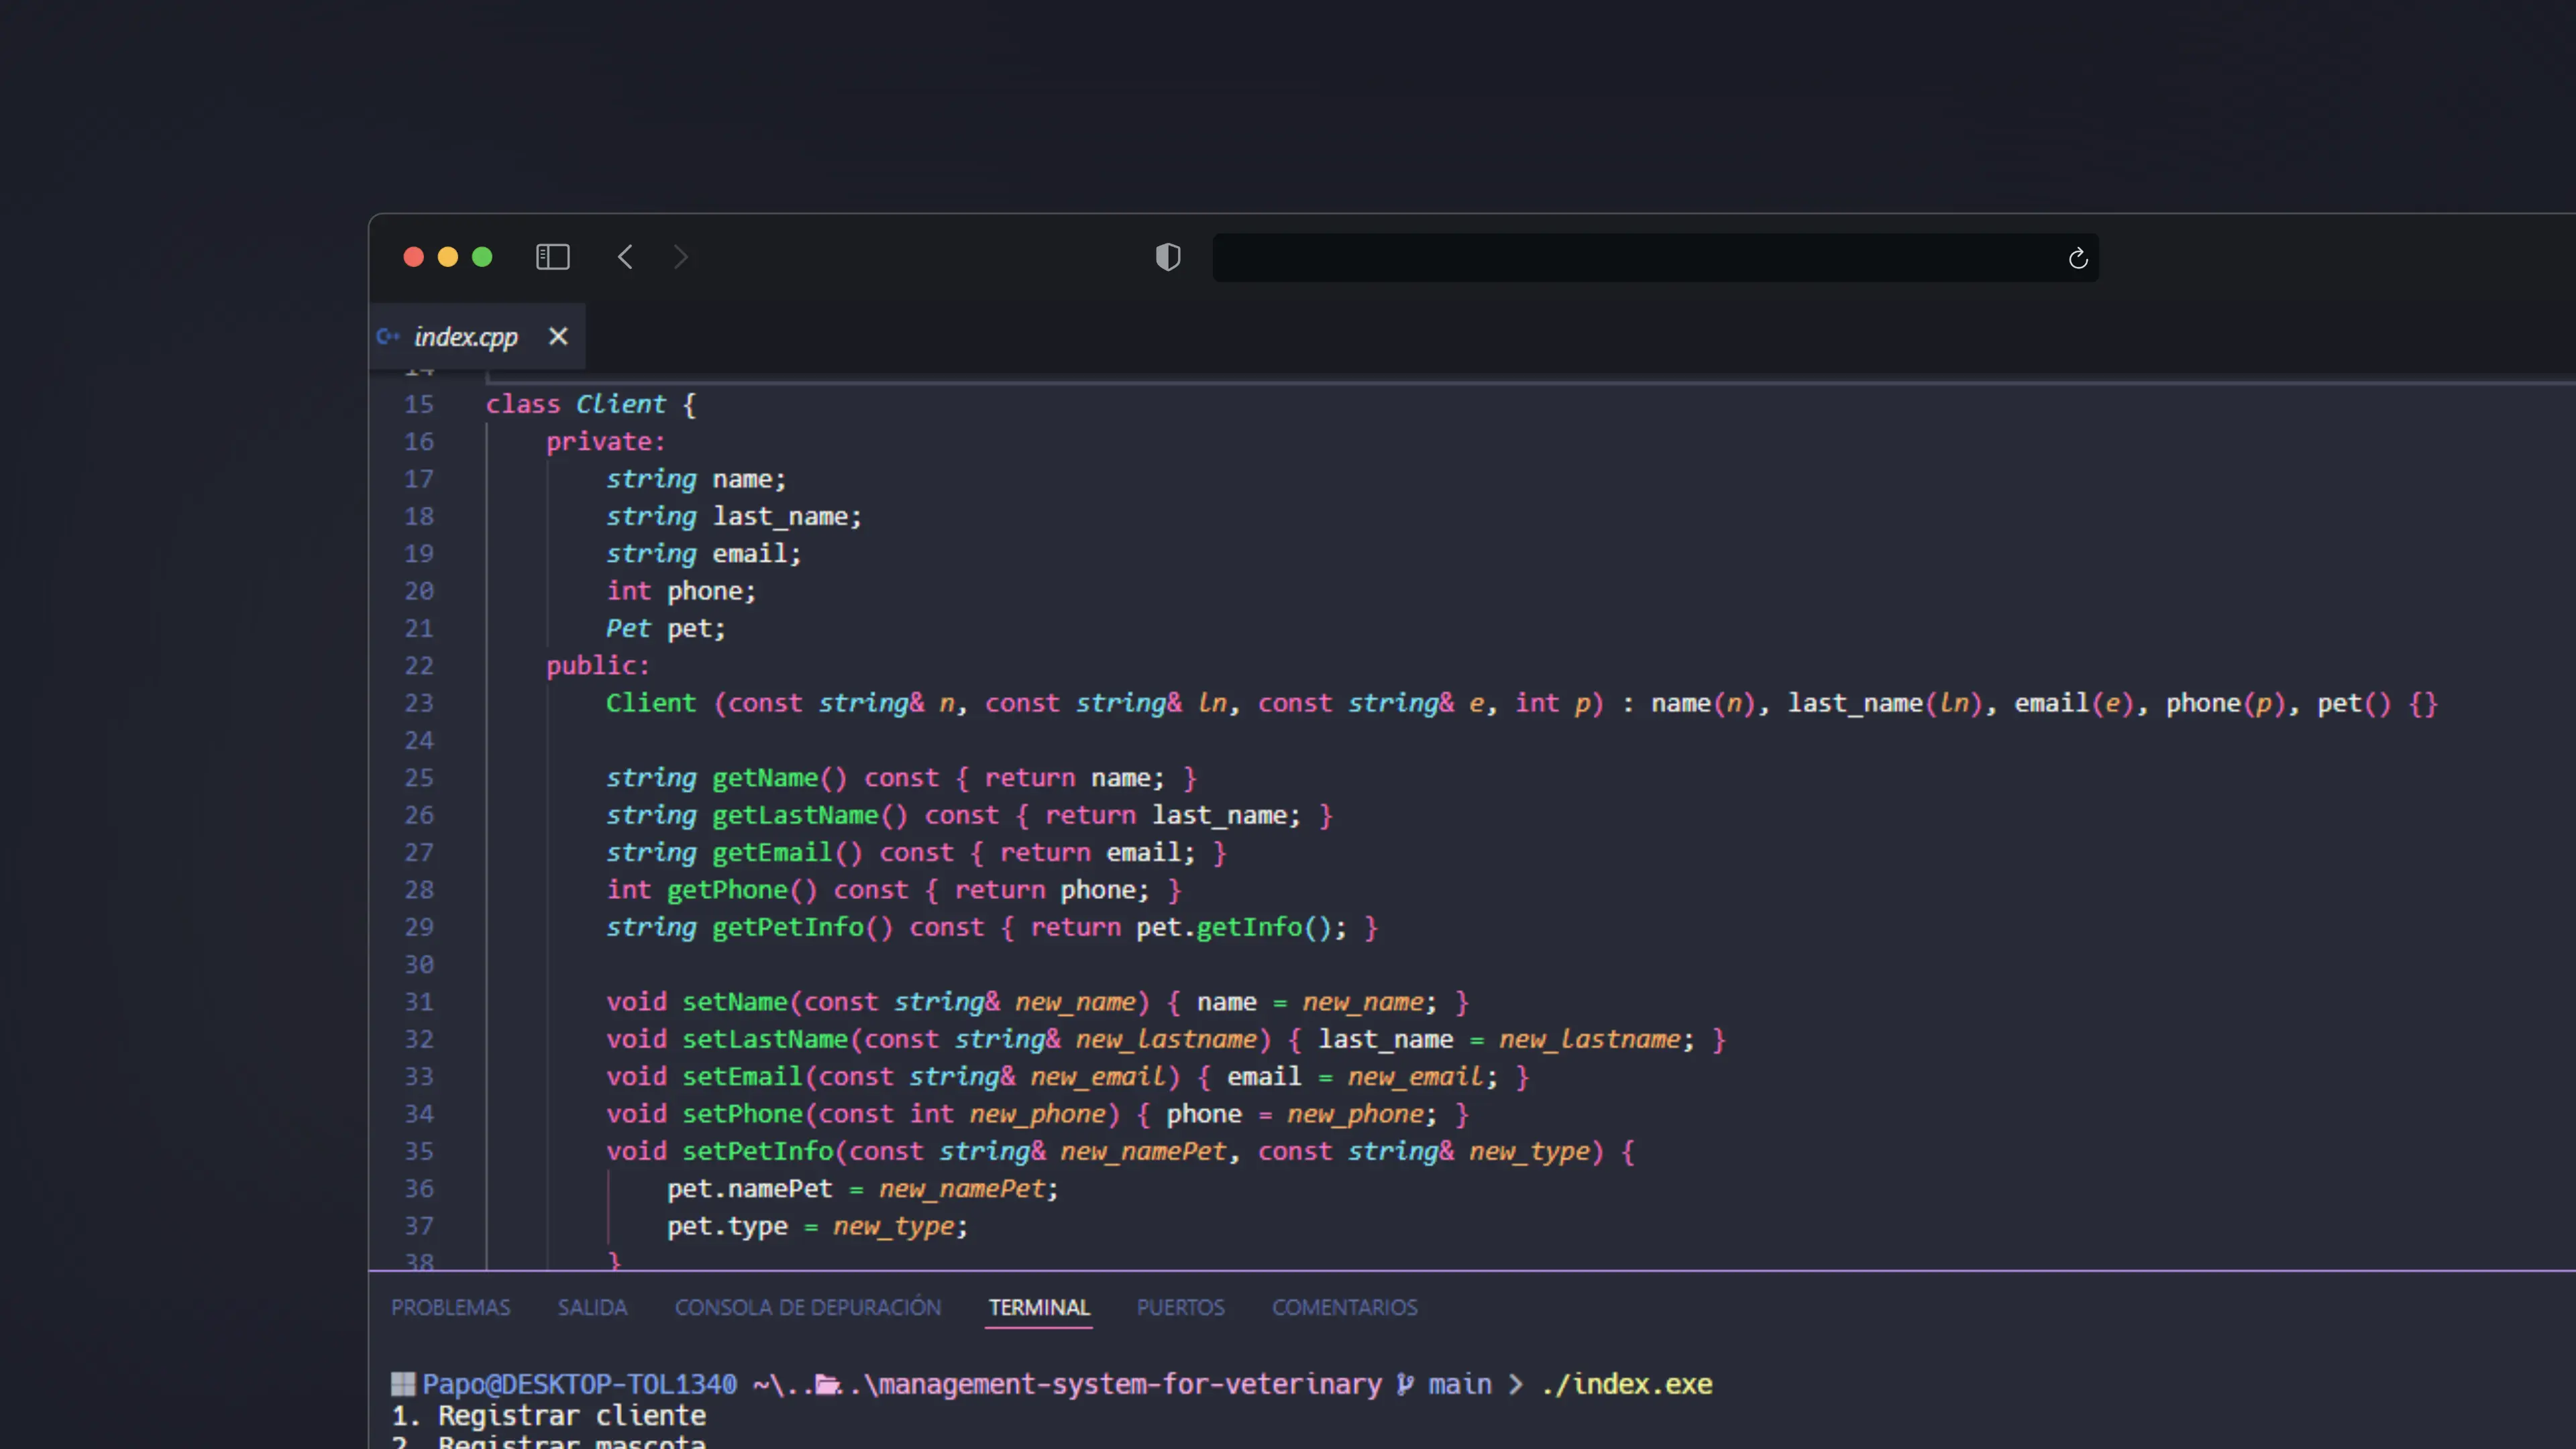 index.cpp
14
15 class Client {
16 private:
17 string name;
18 string last_name;
19 string email;
20 int phone;
21 Pet pet;
22 public:
23 Client (const string& n, const string& ln, const string& e, int p) : name(n), last_name(ln), email(e), phone(p), pet() {}
24
25 string getName() const { return name; }
26 string getLastName() const { return last_name; }
27 string getEmail() const { return email; }
28 int getPhone() const { return phone; }
29 string getPetInfo() const { return pet.getInfo(); }
30
31 void setName(const string& new_name) { name = new_name; }
32 void setLastName(const string& new_lastname) { last_name = new_lastname; }
33 void setEmail(const string& new_email) { email = new_email; }
34 void setPhone(const int new_phone) { phone = new_phone; }
35 void setPetInfo(const string& new_namePet, const string& new_type) {
36 pet.namePet = new_namePet;
37 pet.type = new_type;
38 }
PROBLEMAS SALIDA CONSOLA DE DEPURACIÓN TERMINAL PUERTOS COMENTARIOS
Papo@DESKTOP-TOL1340 ~\....\management-system-for-veterinary main > ./index.exe
1. Registrar cliente
2. Registrar mascota